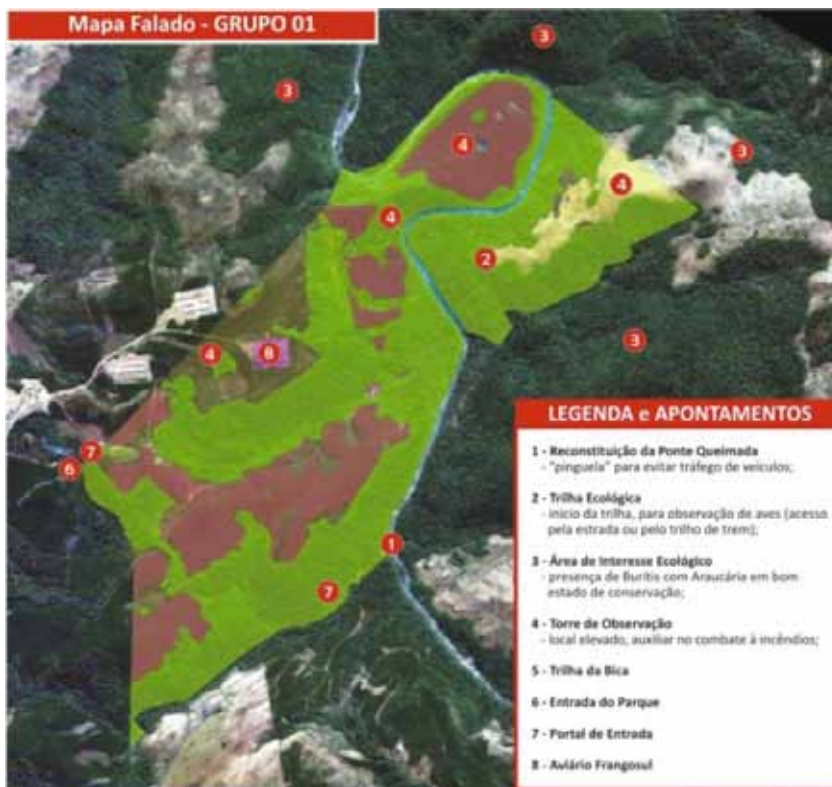 Mapa Falado - GRUPO 01
3
3
4
3
4
4
2
4
8
3
7
6
1
7
LEGENDA e APONTAMENTOS
1 - Reconstituição da Ponte Queimada
- "pinguela" para evitar tráfego de veículos;
2 - Trilha Ecológica
- início da trilha, para observação de aves (acesso
pela estrada ou pelo trilho de trem);
3 - Área de Interesse Ecológico
- presença de Buritis com Araucária em bom
estado de conservação;
4 - Torre de Observação
- local elevado, auxiliar no combate à incêndios;
5 - Trilha da Bica
6 - Entrada do Parque
7 - Portal de Entrada
8 - Aviário Frangosul